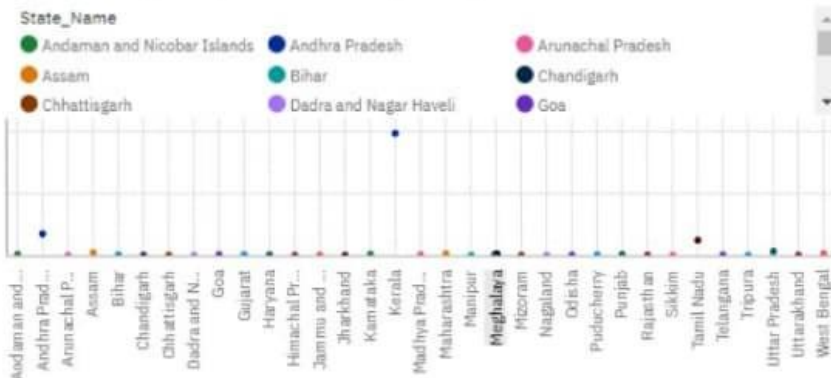 State_Name
Andaman and Nicobar Islands Andhra Pradesh Arunachal Pradesh
Assam Bihar Chandigarh
Chhattisgarh Dadra and Nagar Haveli Goa
Andaman and...
Andhra Prad...
Arunachal P...
Assam
Bihar
Chandigarh
Chhattisgarh
Dadra and N...
Goa
Gujarat
Haryana
Himachal Pr...
Jammu and ...
Jharkhand
Karnataka
Kerala
Madhya Prad...
Maharashtra
Manipur
Meghalaya
Mizoram
Nagaland
Odisha
Puducherry
Punjab
Rajasthan
Sikkim
Tamil Nadu
Telangana
Tripura
Uttar Pradesh
Uttarakhand
West Bengal